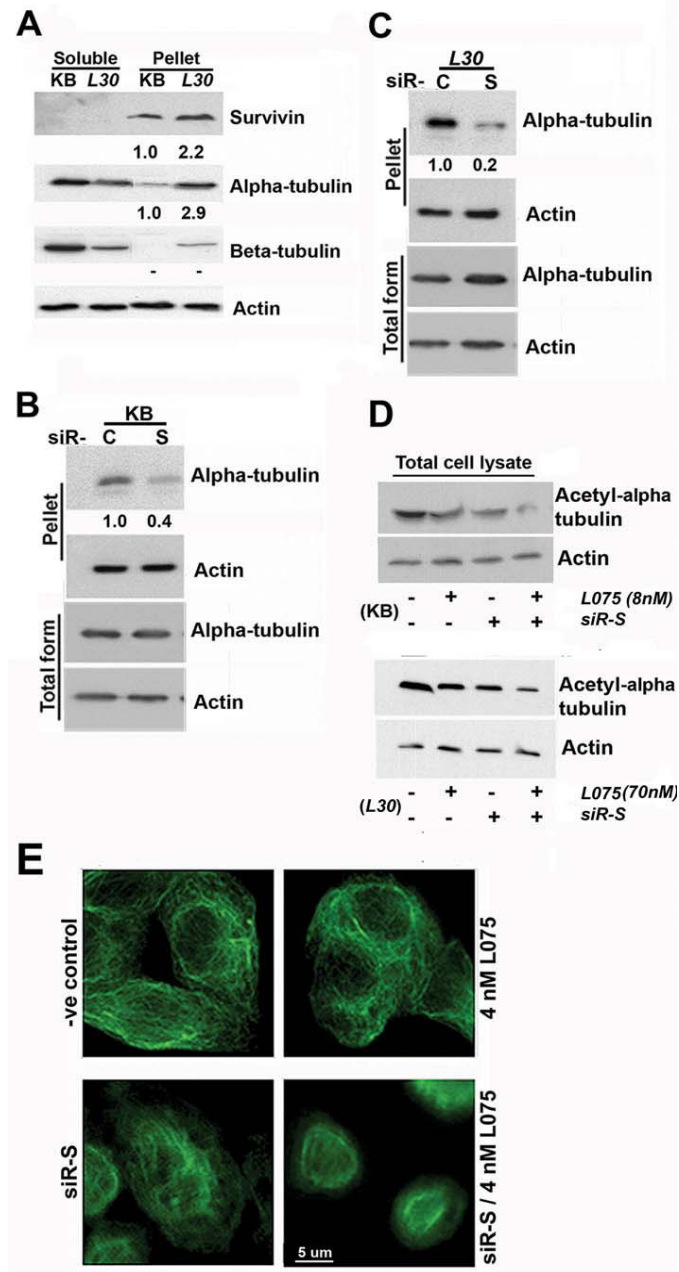 A
Soluble Pellet
KB L30 KB L30
Survivin
1.0 2.2
Alpha-tubulin
1.0 2.9
Beta-tubulin
- -
Actin
B
KB
siR- C S
Pellet
Alpha-tubulin
1.0 0.4
Actin
Total form
Alpha-tubulin
Actin
C
L30
siR- C S
Pellet
Alpha-tubulin
1.0 0.2
Actin
Total form
Alpha-tubulin
Actin
D
Total cell lysate
Acetyl-alpha
tubulin
Actin
- + - + L075 (8nM)
(KB) - - + + siR-S
Acetyl-alpha
tubulin
Actin
- + - + L075 (70nM)
(L30) - - + + siR-S
E
-ve control
4 nM L075
siR-S
siR-S / 4 nM L075
5 um